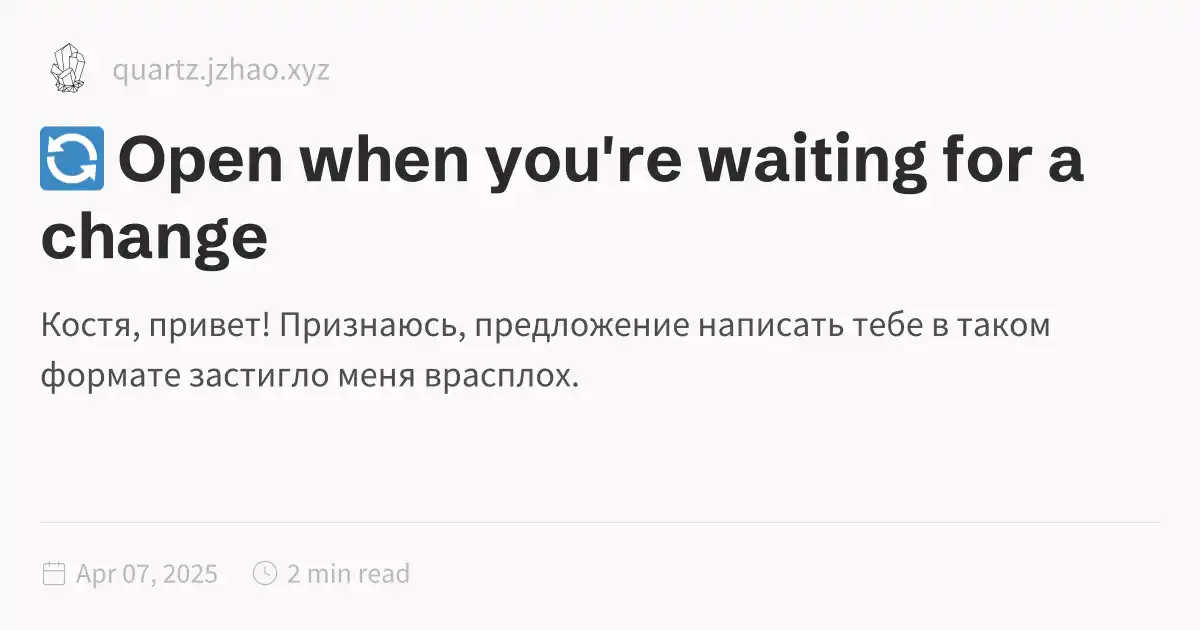 quartz.jzhao.xyz
🔄 Open when you're waiting for a
change
Костя, привет! Признаюсь, предложение написать тебе в таком
формате застигло меня врасплох.
Apr 07, 2025 2 min read